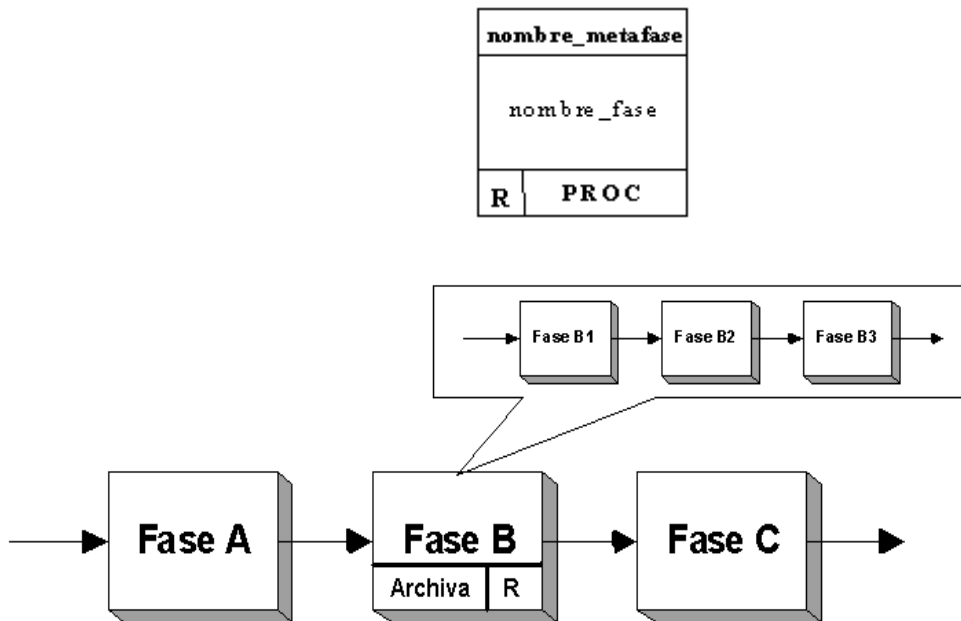 nombre_metafase
nombre_fase
R PROC
Fase B1 Fase B2 Fase B3
Fase A Fase B Fase C
Archiva R